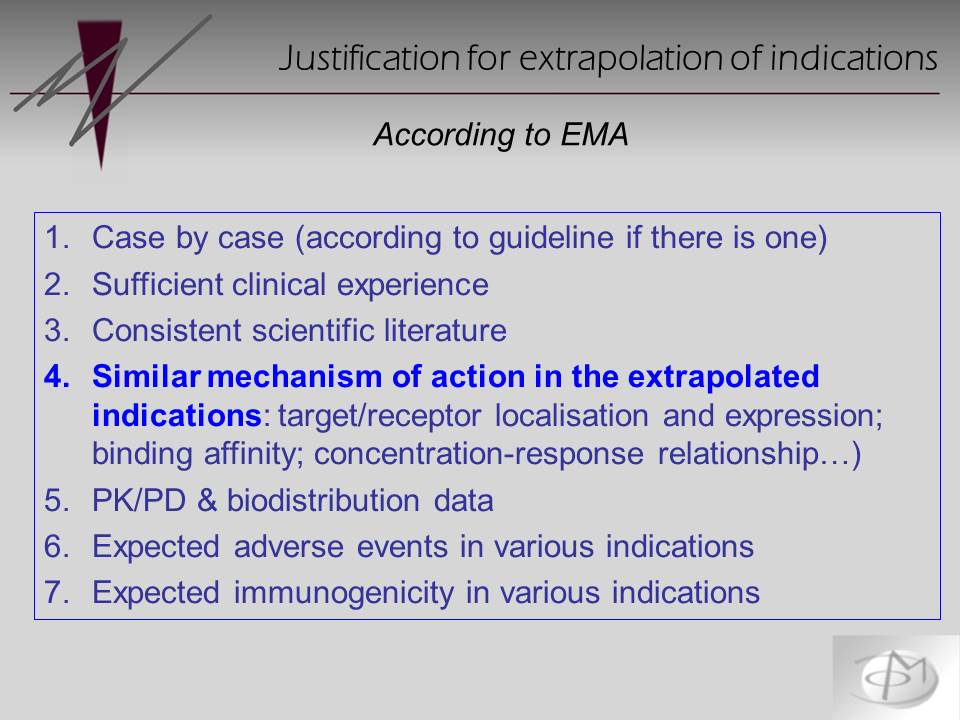 Justification for extrapolation of indications
According to EMA
1. Case by case (according to guideline if there is one)
2. Sufficient clinical experience
3. Consistent scientific literature
4. Similar mechanism of action in the extrapolated
indications: target/receptor localisation and expression;
binding affinity; concentration-response relationship…)
5. PK/PD & biodistribution data
6. Expected adverse events in various indications
7. Expected immunogenicity in various indications